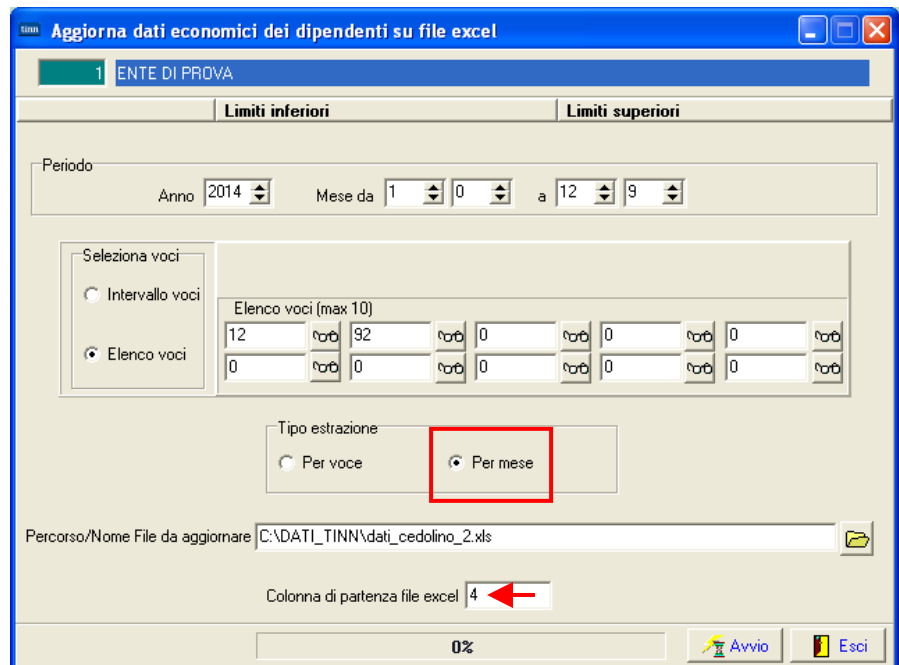 tinn Aggiorna dati economici dei dipendenti su file excel
1 ENTE DI PROVA
Limiti inferiori Limiti superiori
Periodo
Anno 2014 Mese da 1 0 a 12 9
Seleziona voci
Intervallo voci
Elenco voci
Elenco voci (max 10)
12 92 0 0 0
0 0 0 0 0
Tipo estrazione
Per voce Per mese
Percorso/Nome File da aggiornare C:\DATI_TINN\dati_cedolino_2.xls
Colonna di partenza file excel 4
0% Avvio Esci